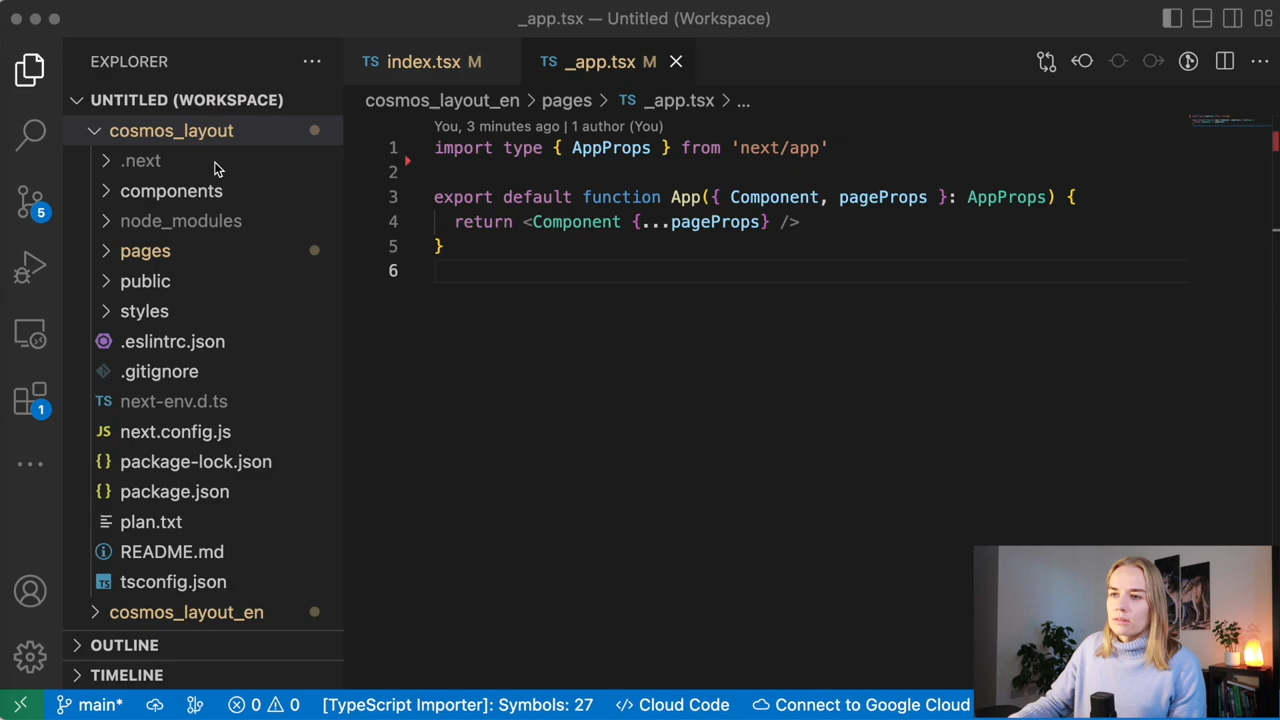 _app.tsx — Untitled (Workspace)
EXPLORER
UNTITLED (WORKSPACE)
cosmos_layout
.next
components
node_modules
pages
public
styles
.eslintrc.json
.gitignore
TS next-env.d.ts
JS next.config.js
{} package-lock.json
{} package.json
plan.txt
README.md
TS tsconfig.json
cosmos_layout_en
OUTLINE
TIMELINE
5
1
TS index.tsx M
TS _app.tsx M
cosmos_layout_en > pages > TS _app.tsx > ...
You, 3 minutes ago | 1 author (You)
1 import type { AppProps } from 'next/app'
2
3 export default function App({ Component, pageProps }: AppProps) {
4 return <Component {...pageProps} />
5 }
6
main* 0 0 [TypeScript Importer]: Symbols: 27 </> Cloud Code Connect to Google Cloud